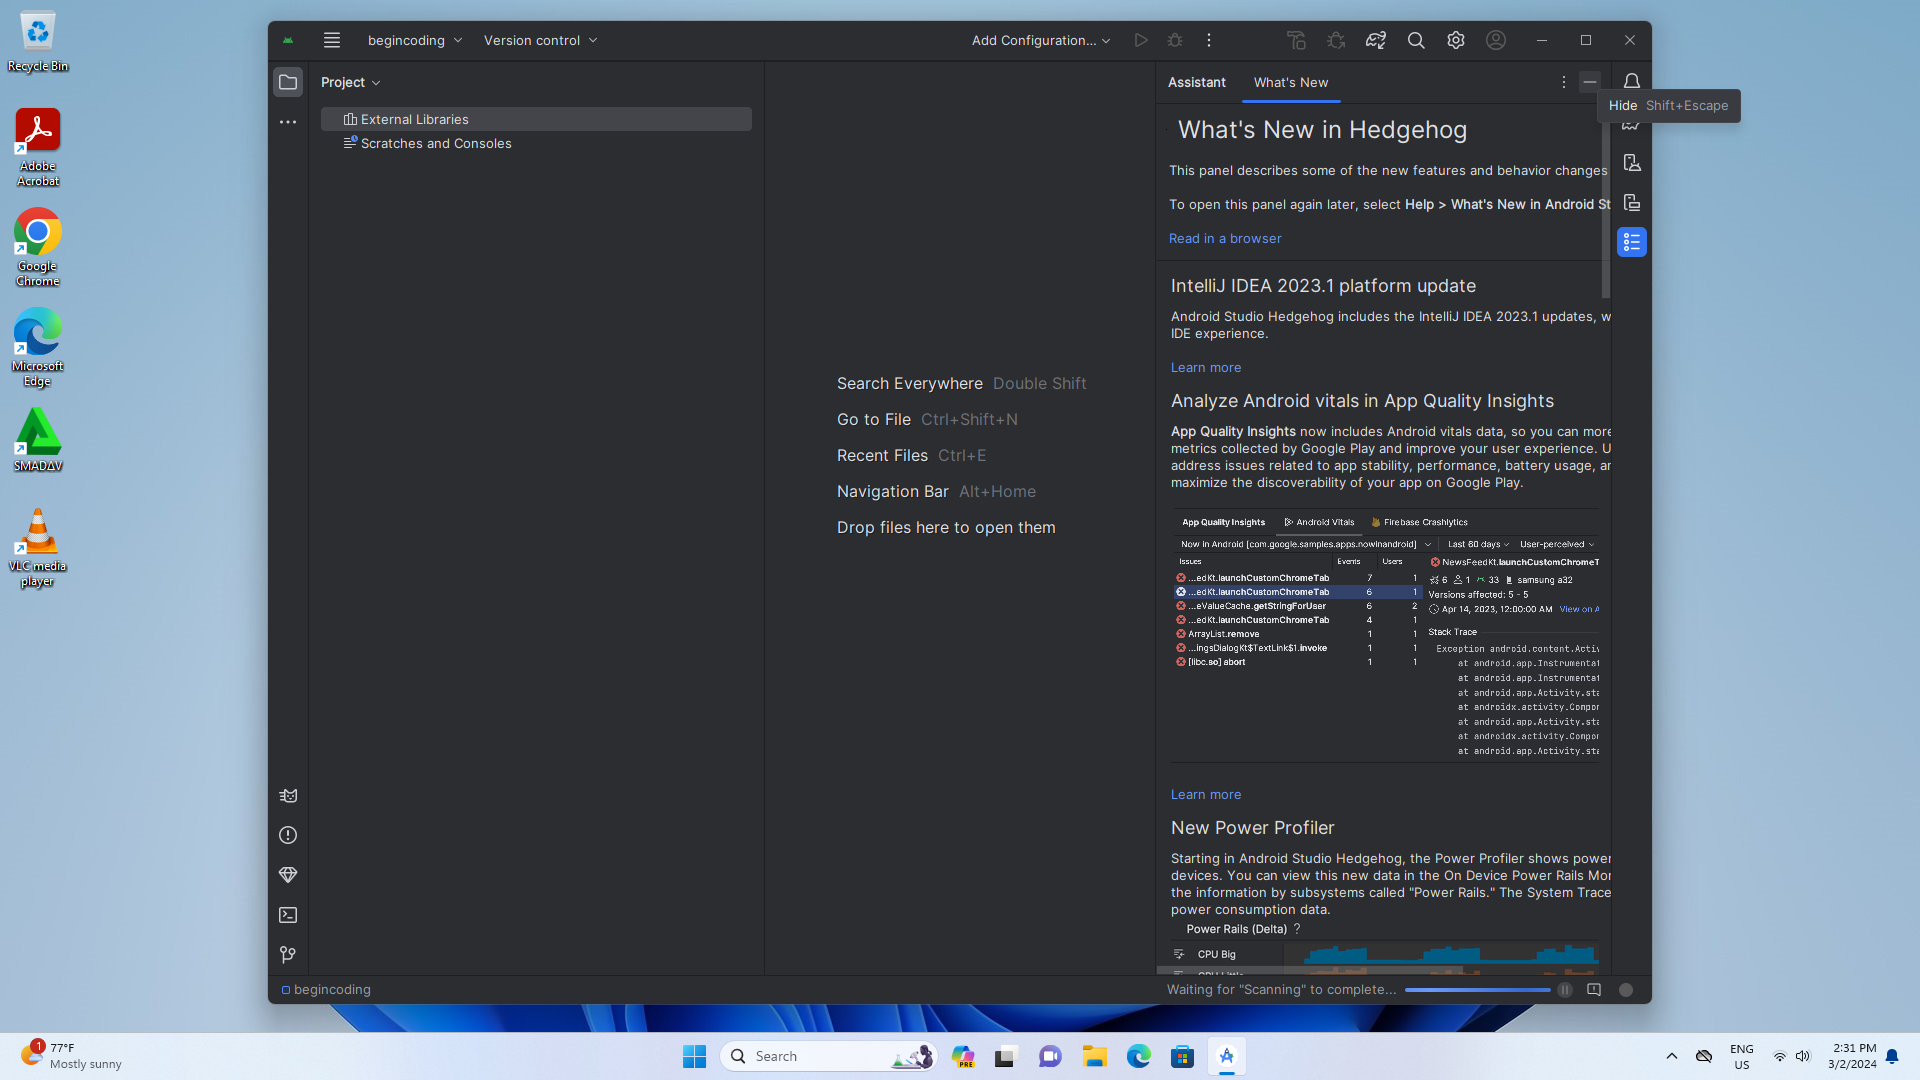 Recycle Bin
Adobe
Acrobat
Google
Chrome
Microsoft
Edge
SMADΔV
VLC media
player
begincoding
Version control
Add Configuration...
Project
External Libraries
Scratches and Consoles
Search Everywhere Double Shift
Go to File Ctrl+Shift+N
Recent Files Ctrl+E
Navigation Bar Alt+Home
Drop files here to open them
Assistant
What's New
Hide Shift+Escape
What's New in Hedgehog
This panel describes some of the new features and behavior changes
To open this panel again later, select Help > What's New in Android St
Read in a browser
IntelliJ IDEA 2023.1 platform update
Android Studio Hedgehog includes the IntelliJ IDEA 2023.1 updates, w
IDE experience.
Learn more
Analyze Android vitals in App Quality Insights
App Quality Insights now includes Android vitals data, so you can more
metrics collected by Google Play and improve your user experience. U
address issues related to app stability, performance, battery usage, ar
maximize the discoverability of your app on Google Play.
App Quality Insights Android Vitals Firebase Crashlytics
Now in Android [com.google.samples.apps.nowinandroid] Last 60 days User-perceived
Issues Events Users
...edKt.launchCustomChromeTab 7 1
...edKt.launchCustomChromeTab 6 1
...eValueCache.getStringForUser 6 2
...edKt.launchCustomChromeTab 4 1
ArrayList.remove 1 1
...ingsDialogKt$TextLink$1.invoke 1 1
[libc.so] abort 1 1
NewsFeedKt.launchCustomChromeT
6 1 33 samsung a32
Versions affected: 5 - 5
Apr 14, 2023, 12:00:00 AM View on A
Stack Trace
Exception android.content.Activ
at android.app.Instrumentat
at android.app.Instrumentat
at android.app.Activity.sta
at androidx.activity.Compon
at android.app.Activity.sta
at androidx.activity.Compon
at android.app.Activity.sta
Learn more
New Power Profiler
Starting in Android Studio Hedgehog, the Power Profiler shows power
devices. You can view this new data in the On Device Power Rails Mor
the information by subsystems called "Power Rails." The System Trace
power consumption data.
Power Rails (Delta) ?
CPU Big
CPU Little
begincoding
Waiting for "Scanning" to complete...
1
77°F
Mostly sunny
Search
PRE
ENG
US
2:31 PM
3/2/2024